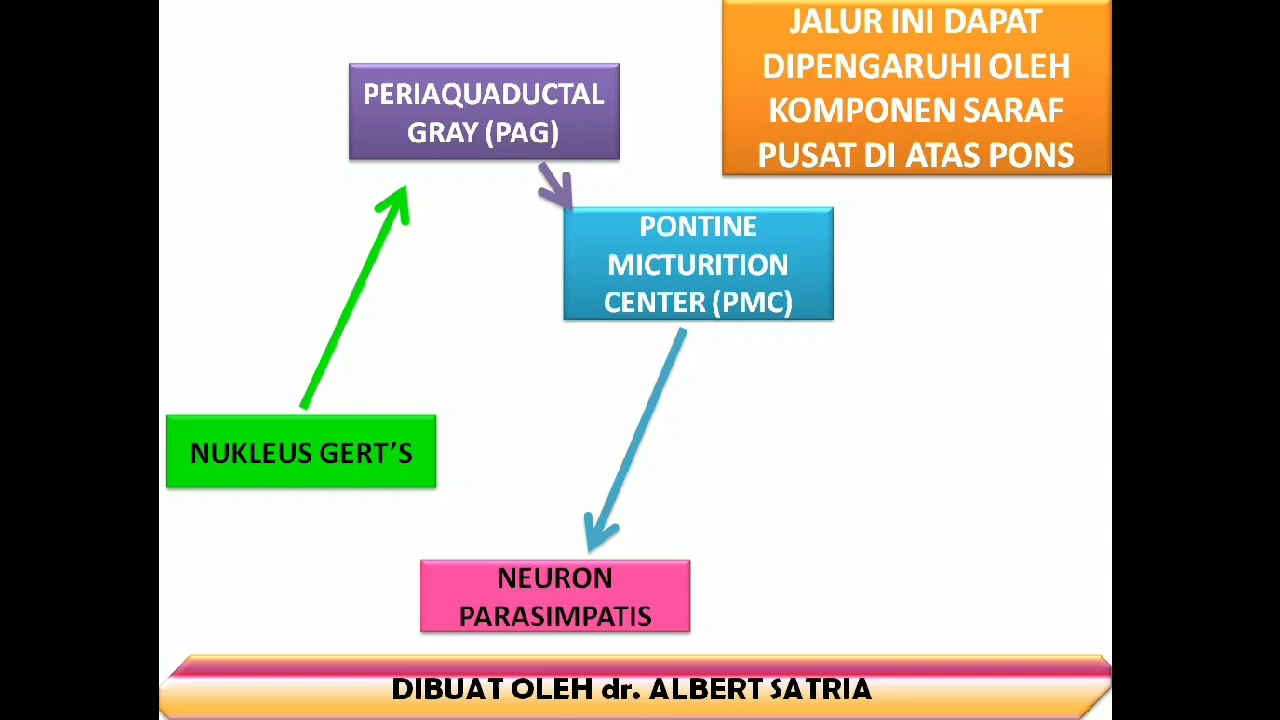 JALUR INI DAPAT
DIPENGARUHI OLEH
KOMPONEN SARAF
PUSAT DI ATAS PONS
PERIAQUADUCTAL
GRAY (PAG)
PONTINE
MICTURITION
CENTER (PMC)
NUKLEUS GERT’S
NEURON
PARASIMPATIS
DIBUAT OLEH dr. ALBERT SATRIA